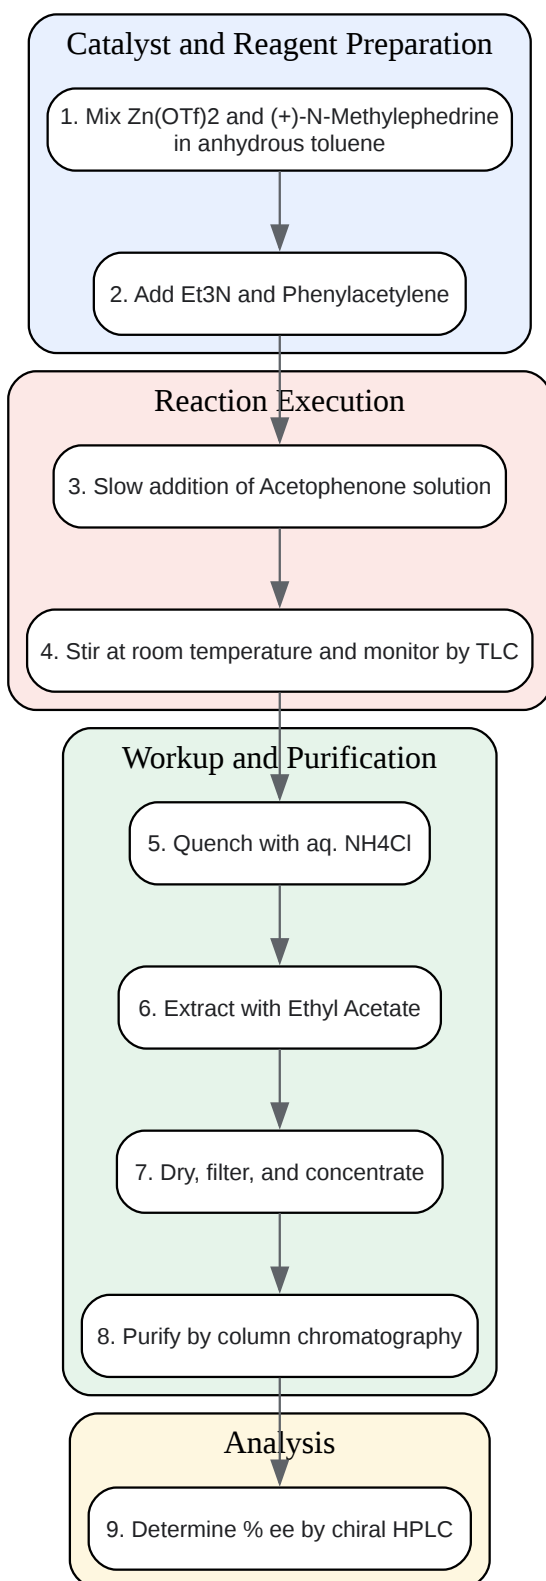 Catalyst and Reagent Preparation
1. Mix Zn(OTf)2 and (+)-N-Methylephedrine
in anhydrous toluene
2. Add Et3N and Phenylacetylene
Reaction Execution
3. Slow addition of Acetophenone solution
4. Stir at room temperature and monitor by TLC
Workup and Purification
5. Quench with aq. NH4Cl
6. Extract with Ethyl Acetate
7. Dry, filter, and concentrate
8. Purify by column chromatography
Analysis
9. Determine % ee by chiral HPLC